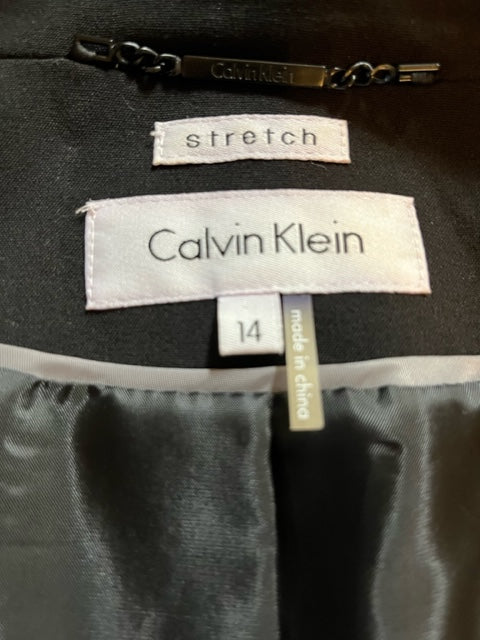 Calvin Klein
stretch
Calvin Klein
14
made in china